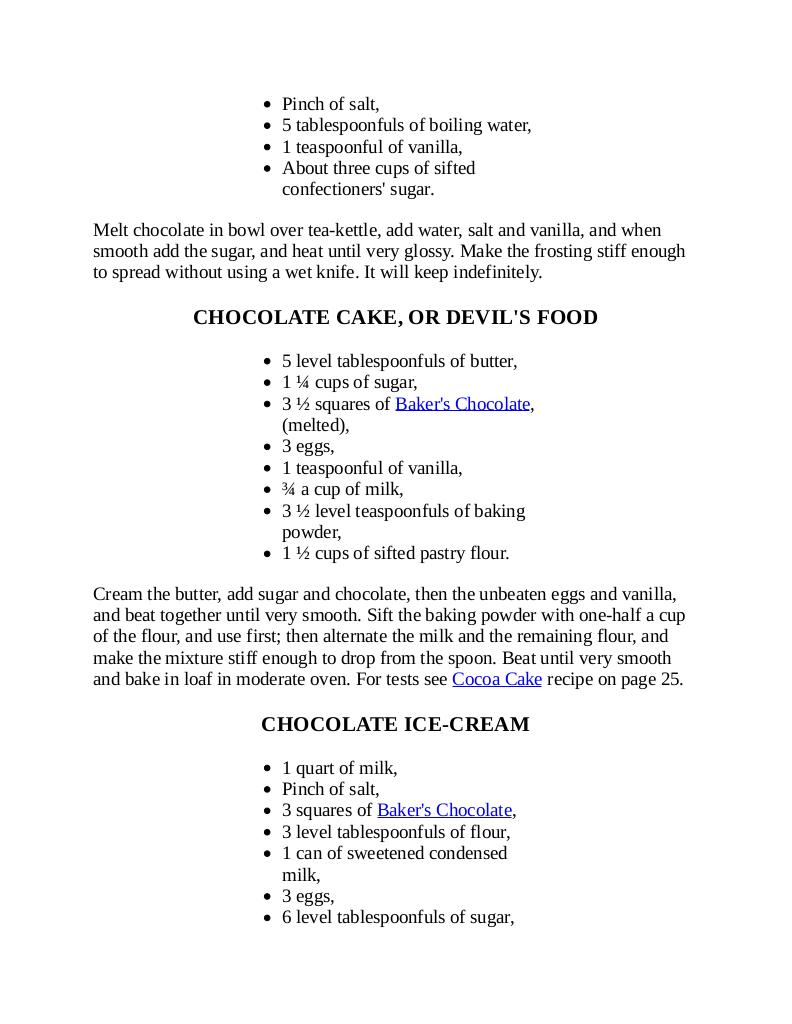 Pinch of salt,
5 tablespoonfuls of boiling water,
1 teaspoonful of vanilla,
About three cups of sifted
confectioners' sugar.
Melt chocolate in bowl over tea-kettle, add water, salt and vanilla, and when
smooth add the sugar, and heat until very glossy. Make the frosting stiff enough
to spread without using a wet knife. It will keep indefinitely.
CHOCOLATE CAKE, OR DEVIL'S FOOD
5 level tablespoonfuls of butter,
1 ¼ cups of sugar,
3 ½ squares of Baker's Chocolate,
(melted),
3 eggs,
1 teaspoonful of vanilla,
¾ a cup of milk,
3 ½ level teaspoonfuls of baking
powder,
1 ½ cups of sifted pastry flour.
Cream the butter, add sugar and chocolate, then the unbeaten eggs and vanilla,
and beat together until very smooth. Sift the baking powder with one-half a cup
of the flour, and use first; then alternate the milk and the remaining flour, and
make the mixture stiff enough to drop from the spoon. Beat until very smooth
and bake in loaf in moderate oven. For tests see Cocoa Cake recipe on page 25.
CHOCOLATE ICE-CREAM
1 quart of milk,
Pinch of salt,
3 squares of Baker's Chocolate,
3 level tablespoonfuls of flour,
1 can of sweetened condensed
milk,
3 eggs,
6 level tablespoonfuls of sugar,